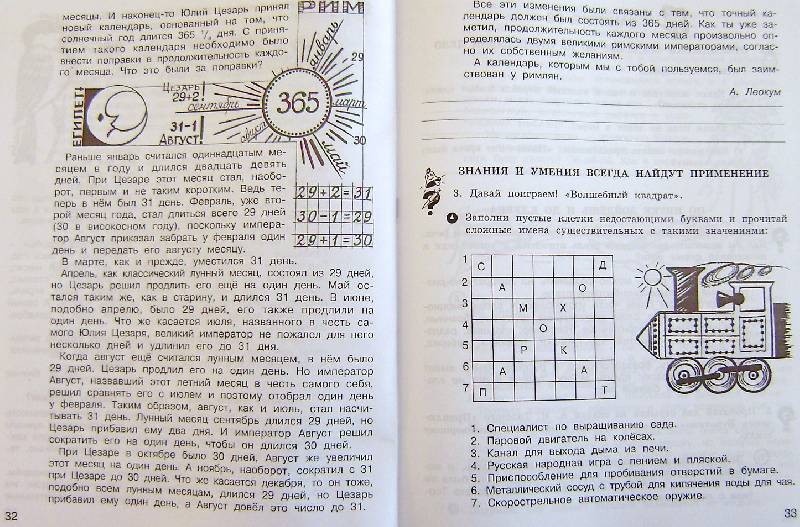 месяцы. И наконец-то Юлий Цезарь принял
новый календарь, основанный на том, что
солнечный год длится 365 ¹/₄ дня. С приня-
тием такого календаря необходимо было
внести поправки в продолжительность каждо-
го месяца. Что это были за поправки?
РИМ
январь
29
ЕГИПЕТ
ЦЕЗАРЬ
29+2!
сентябрь
365
март
31-1
АВГУСТ!
август
30
май
Раньше январь считался одиннадцатым ме-
сяцем в году и длился двадцать девять
дней. При Цезаре этот месяц стал, наобо-
рот, первым и не таким коротким. Ведь те-
перь в нём был 31 день. Февраль, уже вто-
рой месяц года, стал длиться всего 29 дней
(30 в високосном году), поскольку импера-
тор Август приказал забрать у февраля один
день и передать его августу месяцу.
29+2=31
30-1=29
29+1=30
В марте, как и прежде, уместился 31 день.
Апрель, как классический лунный месяц, состоял из 29 дней,
но Цезарь решил продлить его ещё на один день. Май ос-
тался таким же, как в старину, и длился 31 день. В июне,
подобно апрелю, было 29 дней, его также продлили на
один день. Что же касается июля, названного в честь са-
мого Юлия Цезаря, великий император не пожалел для него
несколько дней и удлинил его до 31 дня.
Когда август ещё считался лунным месяцем, в нём было
29 дней. Цезарь продлил его на один день. Но император
Август, назвавший этот летний месяц в честь самого себя,
решил сравнять его с июлем и поэтому отобрал один день
у февраля. Таким образом, август, как и июль, стал насчи-
тывать 31 день. Лунный месяц сентябрь длился 29 дней, но
Цезарь прибавил ему два дня. И император Август решил
сократить его на один день, чтобы он длился 30 дней.
При Цезаре в октябре было 30 дней. Август же увеличил
этот месяц на один день. А ноябрь, наоборот, сократил с 31
при Цезаре до 30 дней. Что же касается декабря, то он тоже,
подобно всем лунным месяцам, длился 29 дней, но Цезарь
прибавил ему один день, а Август довёл это число до 31.
32
Все эти изменения были связаны с тем, что точный ка-
лендарь должен был состоять из 365 дней. Как ты уже за-
метил, продолжительность каждого месяца произвольно оп-
ределялась двумя великими римскими императорами, соглас-
но их собственным желаниям.
А календарь, которым мы с тобой пользуемся, был заим-
ствован у римлян.
А. Леокум
ЗНАНИЯ И УМЕНИЯ ВСЕГДА НАЙДУТ ПРИМЕНЕНИЕ
3. Давай поиграем! «Волшебный квадрат».
Заполни пустые клетки недостающими буквами и прочитай
сложные имена существительных с такими значениями:
1 С Д
2 А О
3 М Х
4 О
5 Р К
6 А А
7 П Т
1. Специалист по выращиванию сада.
2. Паровой двигатель на колёсах.
3. Канал для выхода дыма из печи.
4. Русская народная игра с пением и пляской.
5. Приспособление для пробивания отверстий в бумаге.
6. Металлический сосуд с трубой для кипячения воды для чая.
7. Скорострельное автоматическое оружие.
33